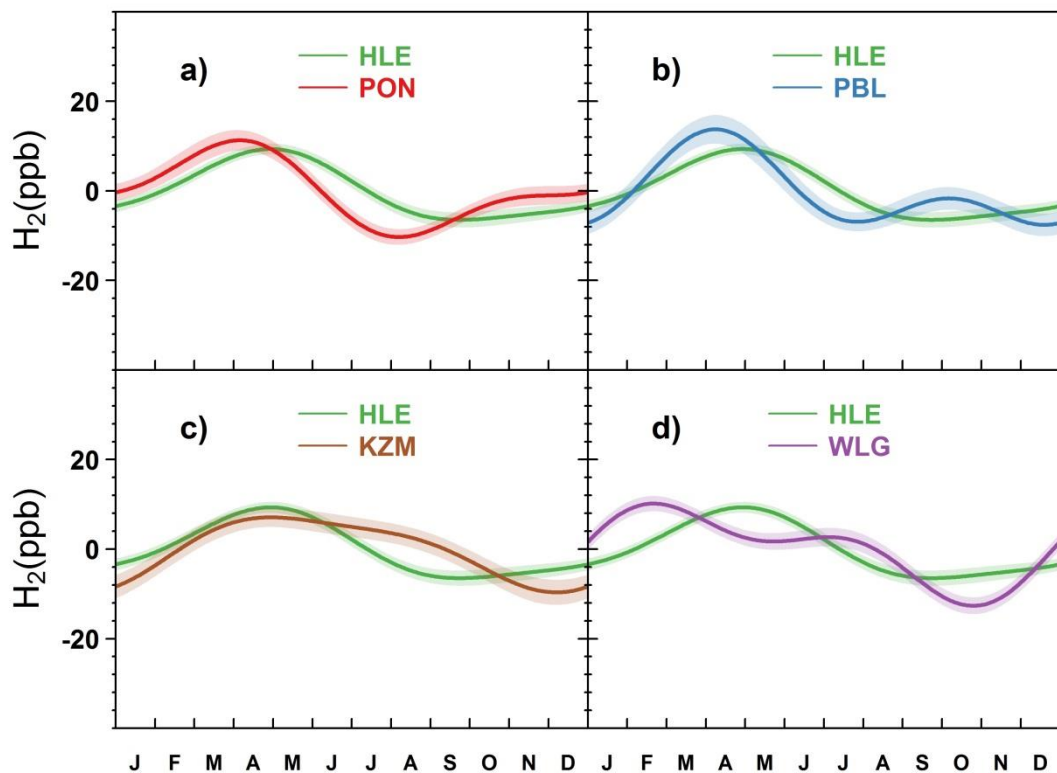 a)
HLE
PON
b)
HLE
PBL
H₂(ppb)
20
0
-20
c)
HLE
KZM
d)
HLE
WLG
H₂(ppb)
20
0
-20
J F M A M J J A S O N D
J F M A M J J A S O N D